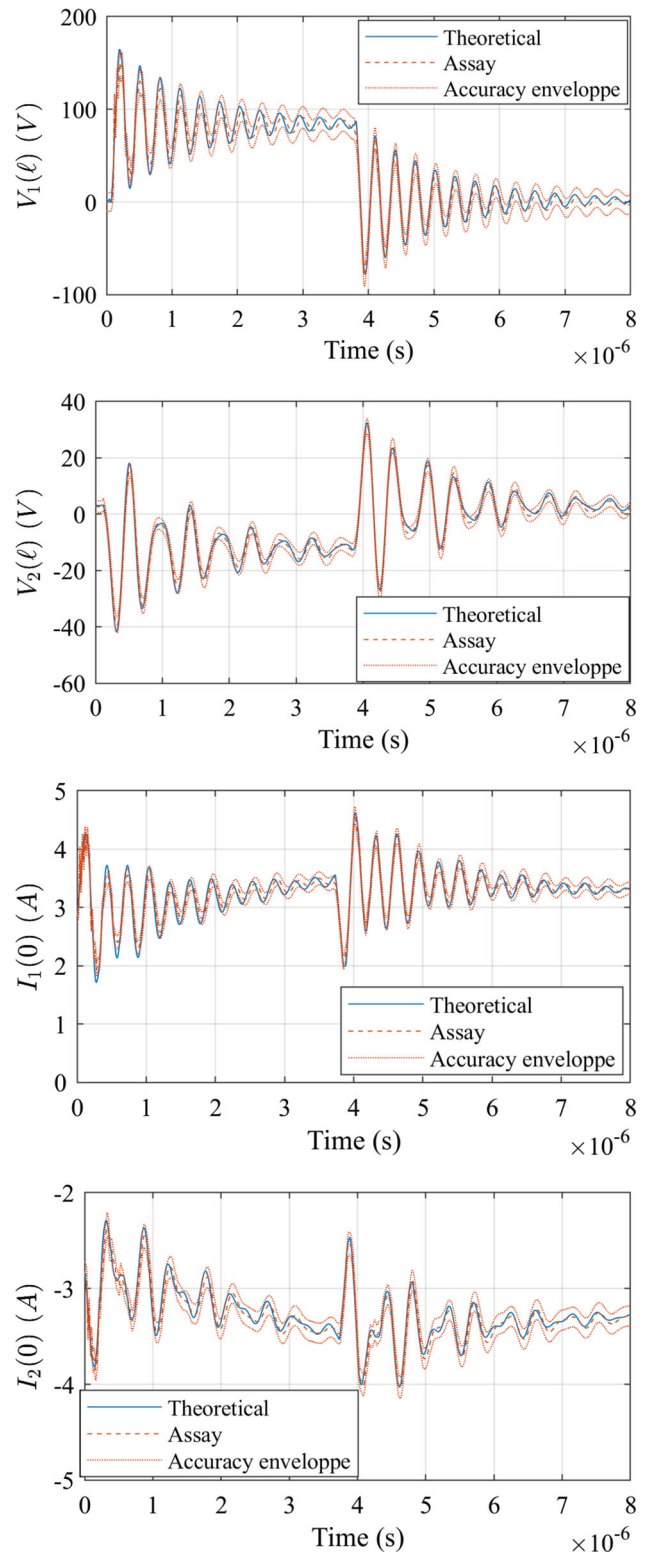 200
100
0
-100
V₁(ℓ) (V)
Theoretical
Assay
Accuracy enveloppe
0 1 2 3 4 5 6 7 8
Time (s)
×10⁻⁶
40
20
0
-20
-40
-60
V₂(ℓ) (V)
Theoretical
Assay
Accuracy enveloppe
0 1 2 3 4 5 6 7 8
Time (s)
×10⁻⁶
5
4
3
2
1
0
I₁(0) (A)
Theoretical
Assay
Accuracy enveloppe
0 1 2 3 4 5 6 7 8
Time (s)
×10⁻⁶
-2
-3
-4
-5
I₂(0) (A)
Theoretical
Assay
Accuracy enveloppe
0 1 2 3 4 5 6 7 8
Time (s)
×10⁻⁶